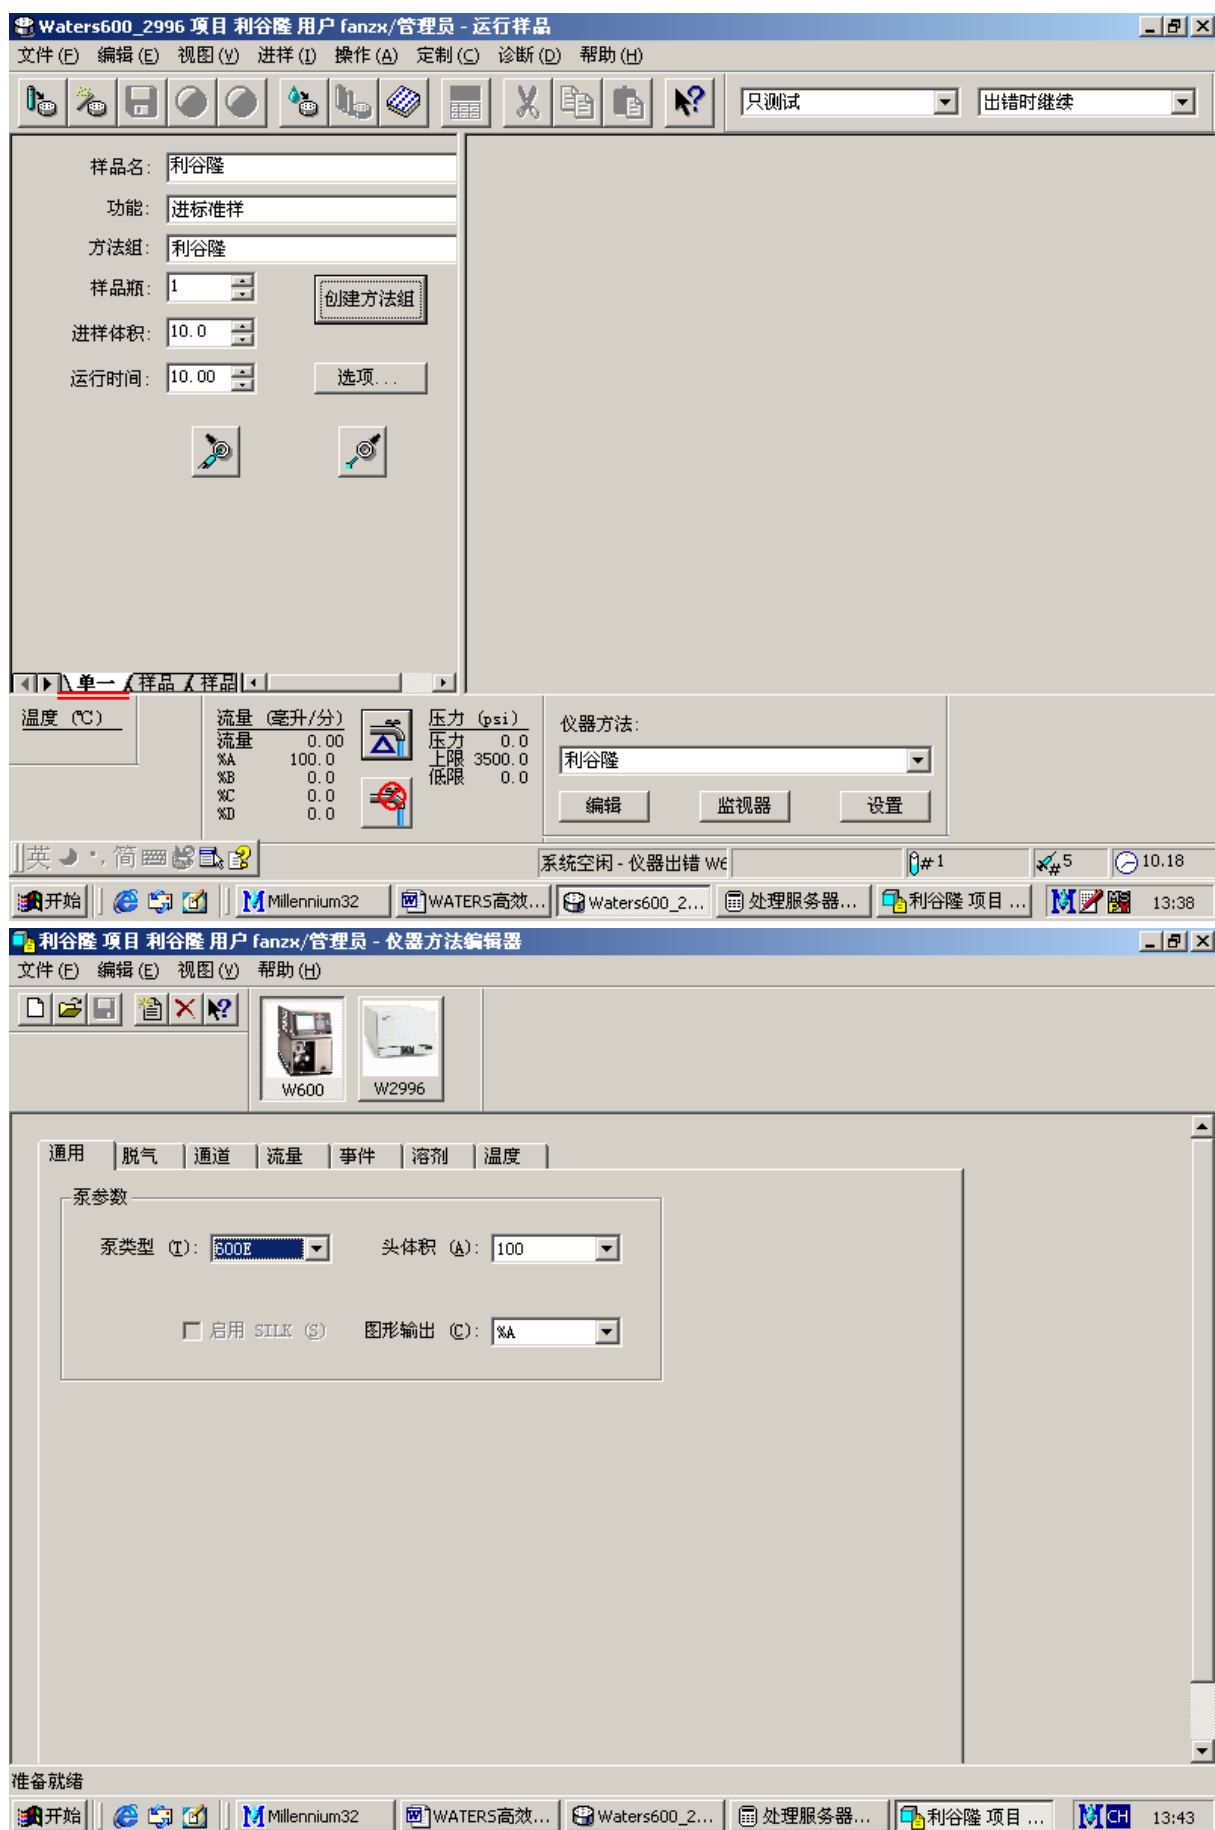 Waters600_2996 项目 利谷隆 用户 fanzx/管理员 - 运行样品
文件(F) 编辑(E) 视图(V) 进样(I) 操作(A) 定制(C) 诊断(D) 帮助(H)
只测试 出错时继续
样品名: 利谷隆
功能: 进标准样
方法组: 利谷隆
样品瓶: 1 创建方法组
进样体积: 10.0
运行时间: 10.00 选项...
单一 样品 样品
温度 (℃) 流量 (毫升/分) 压力 (psi) 仪器方法:
流量 0.00 压力 0.0
%A 100.0 上限 3500.0 利谷隆
%B 0.0 低限 0.0
%C 0.0 编辑 监视器 设置
%D 0.0
英 简 系统空闲 - 仪器出错 We #1 #5 10.18
开始 Millennium32 WATERS高效... Waters600_2... 处理服务器... 利谷隆 项目 ... 13:38
利谷隆 项目 利谷隆 用户 fanzx/管理员 - 仪器方法编辑器
文件(F) 编辑(E) 视图(V) 帮助(H)
W600 W2996
通用 脱气 通道 流量 事件 溶剂 温度
泵参数
泵类型 (T): 600E 头体积 (A): 100
启用 SILK (S) 图形输出 (C): %A
准备就绪
开始 Millennium32 WATERS高效... Waters600_2... 处理服务器... 利谷隆 项目 ... CH 13:43